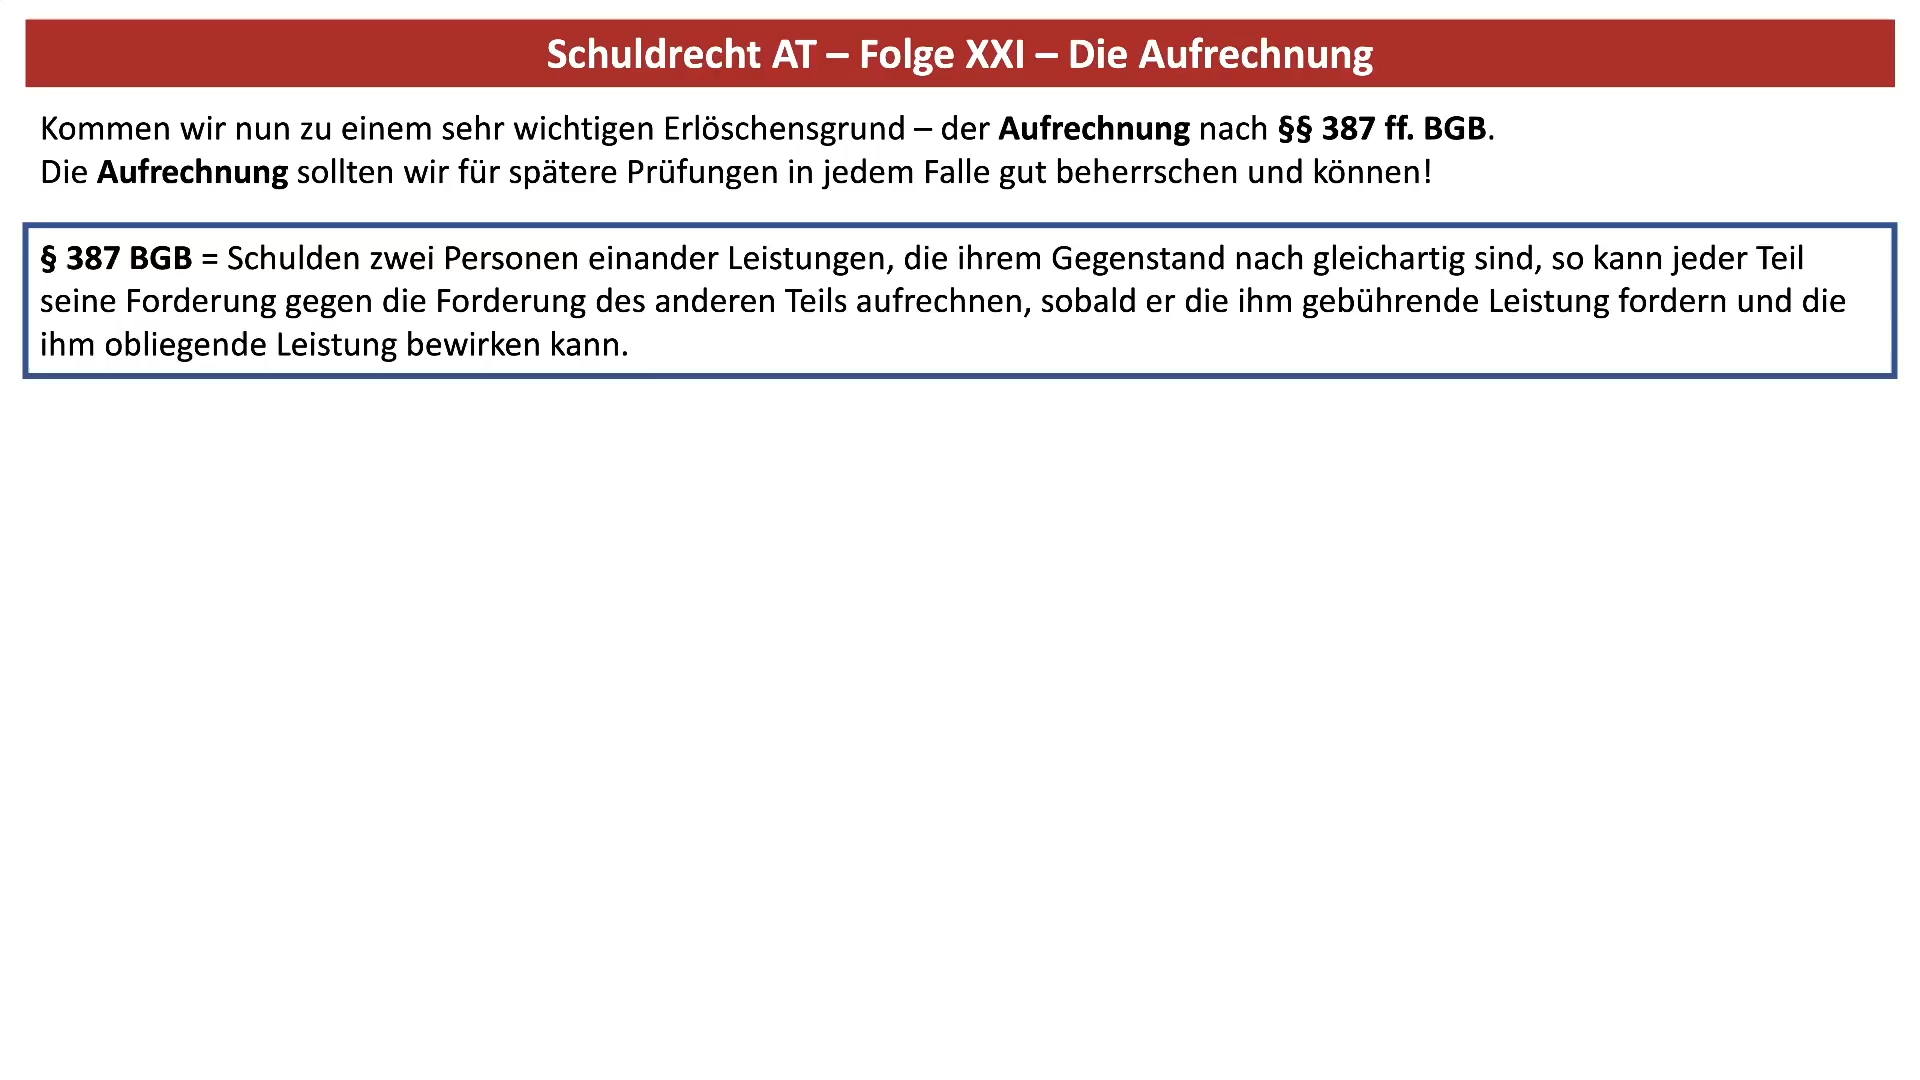 Schuldrecht AT – Folge XXI – Die Aufrechnung
Kommen wir nun zu einem sehr wichtigen Erlöschensgrund – der Aufrechnung nach §§ 387 ff. BGB.
Die Aufrechnung sollten wir für spätere Prüfungen in jedem Falle gut beherrschen und können!
§ 387 BGB = Schulden zwei Personen einander Leistungen, die ihrem Gegenstand nach gleichartig sind, so kann jeder Teil
seine Forderung gegen die Forderung des anderen Teils aufrechnen, sobald er die ihm gebührende Leistung fordern und die
ihm obliegende Leistung bewirken kann.